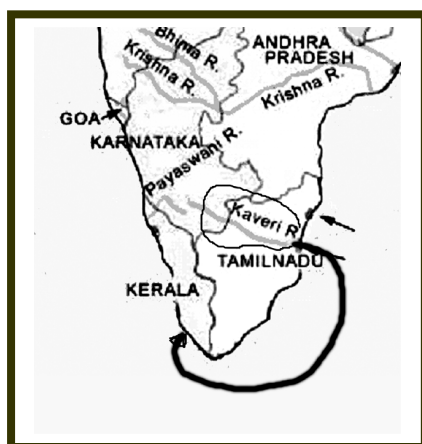 Bhima R.
ANDHRA
PRADESH
Krishna R.
Krishna R.
GOA
KARNATAKA
Payaswani R.
Kaveri R
TAMILNADU
KERALA